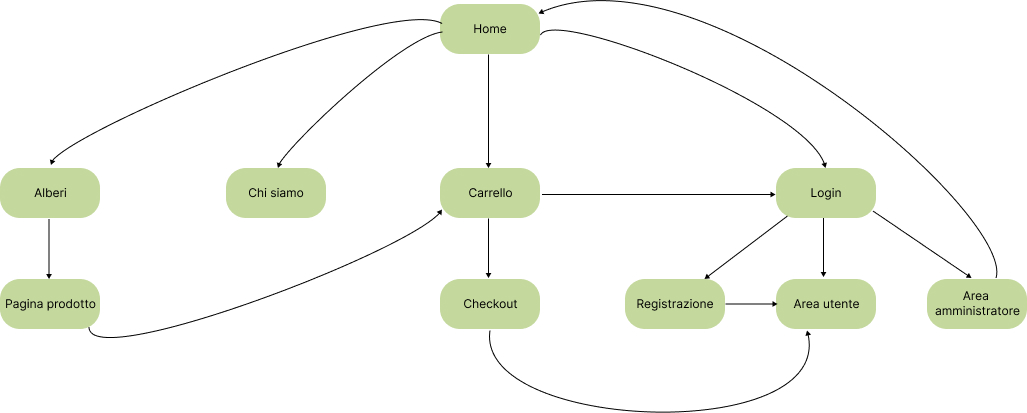 Home
Alberi
Chi siamo
Carrello
Login
Pagina prodotto
Checkout
Registrazione
Area utente
Area
amministratore